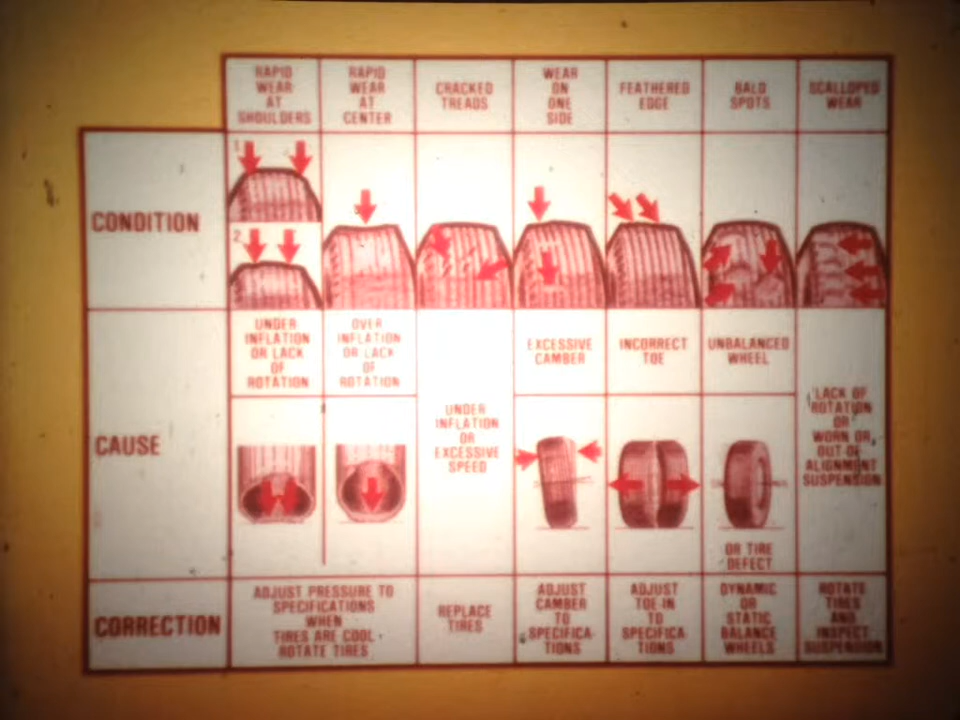 RAPID
WEAR
AT
SHOULDERS
RAPID
WEAR
AT
CENTER
CRACKED
TREADS
WEAR
ON
ONE
SIDE
FEATHERED
EDGE
BALD
SPOTS
SCALLOPED
WEAR
CONDITION
1
2
CAUSE
UNDER
INFLATION
OR LACK
OF
ROTATION
OVER
INFLATION
OR LACK
OF
ROTATION
UNDER
INFLATION
OR
EXCESSIVE
SPEED
EXCESSIVE
CAMBER
INCORRECT
TOE
UNBALANCED
WHEEL
OR TIRE
DEFECT
LACK OF
ROTATION
OR
WORN OR
OUT-OF-
ALIGNMENT
SUSPENSION
CORRECTION
ADJUST PRESSURE TO
SPECIFICATIONS
WHEN
TIRES ARE COOL
ROTATE TIRES
REPLACE
TIRES
ADJUST
CAMBER
TO
SPECIFICA-
TIONS
ADJUST
TOE IN
TO
SPECIFICA-
TIONS
DYNAMIC
OR
STATIC
BALANCE
WHEELS
ROTATE
TIRES
AND
INSPECT
SUSPENSION